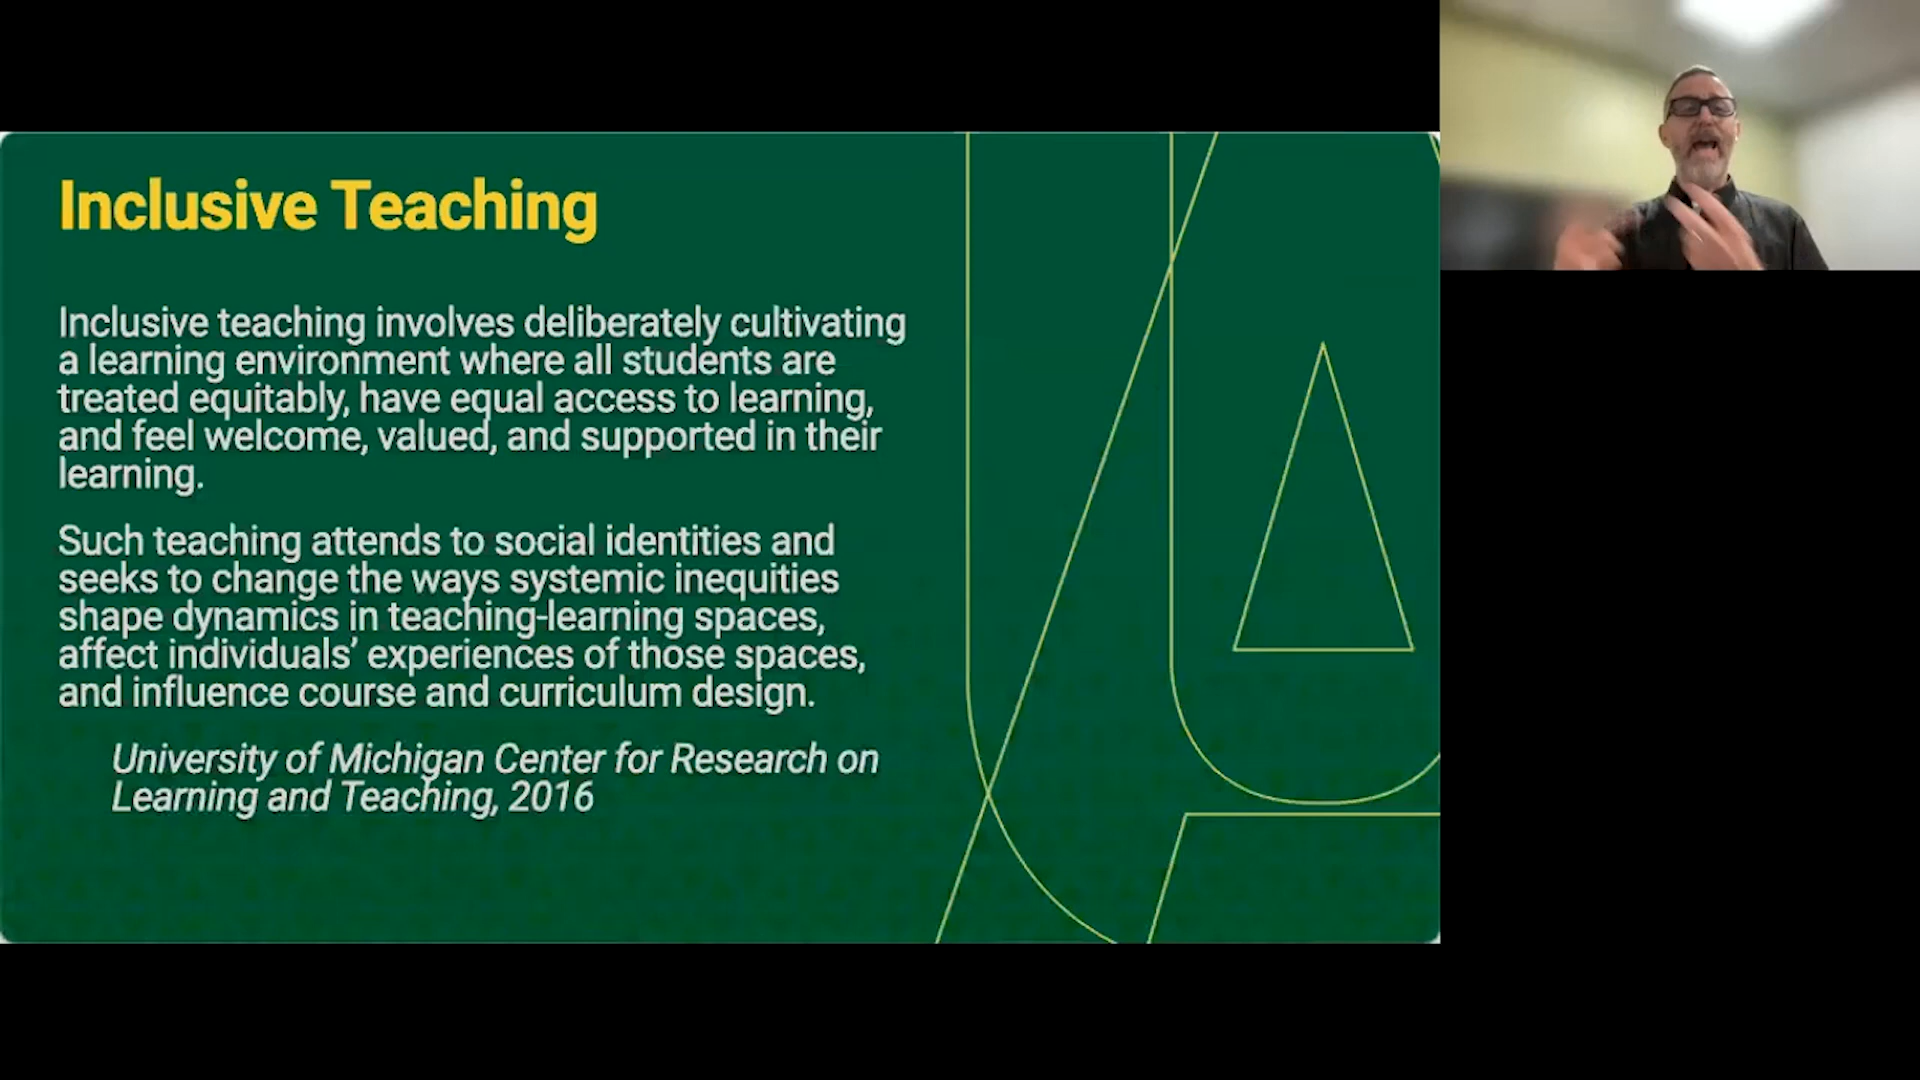 Inclusive Teaching
Inclusive teaching involves deliberately cultivating
a learning environment where all students are
treated equitably, have equal access to learning,
and feel welcome, valued, and supported in their
learning.
Such teaching attends to social identities and
seeks to change the ways systemic inequities
shape dynamics in teaching-learning spaces,
affect individuals’ experiences of those spaces,
and influence course and curriculum design.
University of Michigan Center for Research on
Learning and Teaching, 2016